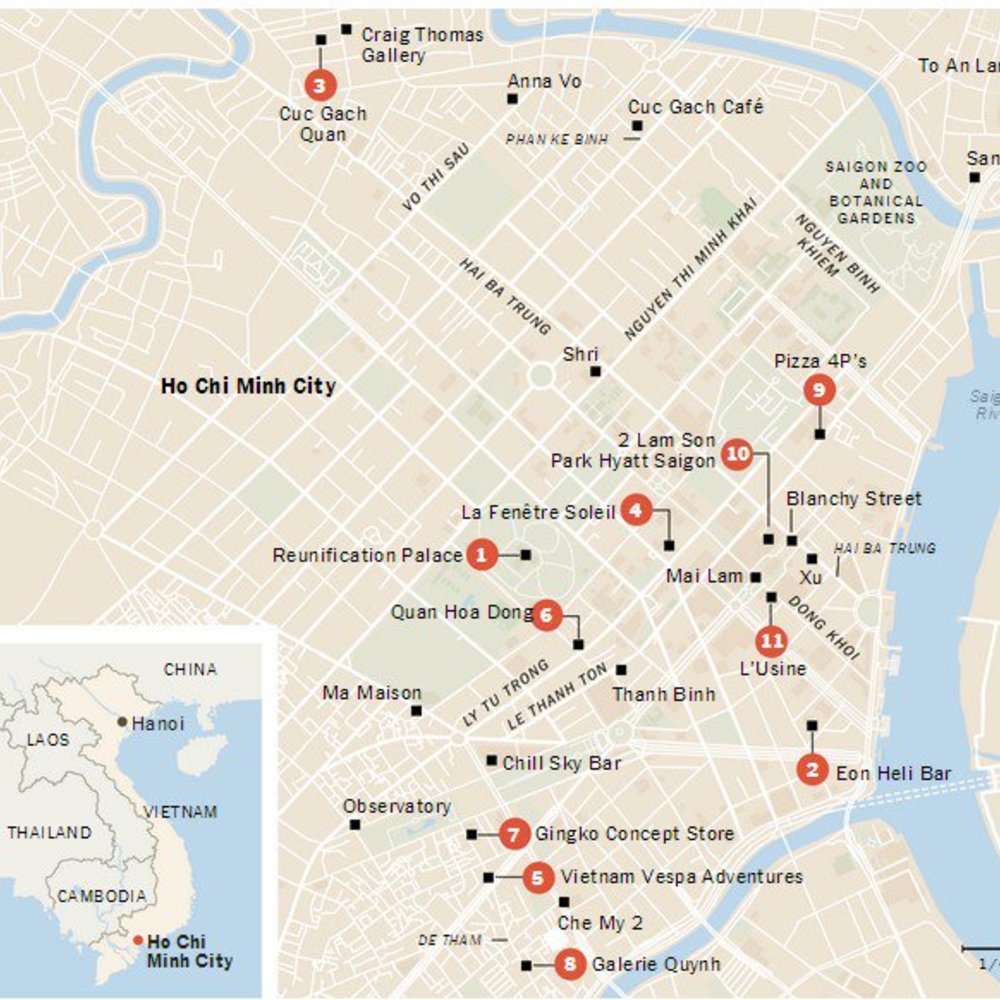 Craig Thomas
Gallery
3
Cuc Gach
Quan
Anna Vo
Cuc Gach Café
PHAN KE BINH
To An
SAIGON ZOO
AND
BOTANICAL
GARDENS
VO THI SAU
HAI BA TRUNG
NGUYEN THI MINH KHAI
NGUYEN BINH
KHIEM
Shri
Pizza 4P's
9
Ho Chi Minh City
2 Lam Son
Park Hyatt Saigon
10
Blanchy Street
La Fenêtre Soleil
4
Reunification Palace
1
HAI BA TRUNG
Mai Lam
Xu
Quan Hoa Dong
6
DONG KHOI
11
L'Usine
LY TU TRONG
LE THANH TON
Thanh Binh
Ma Maison
Chill Sky Bar
2
Eon Heli Bar
Observatory
7
Gingko Concept Store
5
Vietnam Vespa Adventures
Che My 2
DE THAM
8
Galerie Quynh
CHINA
Hanoi
LAOS
VIETNAM
THAILAND
CAMBODIA
Ho Chi
Minh City